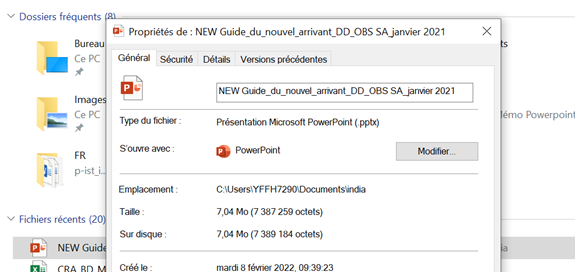 Dossiers fréquents (8)
Propriétés de : NEW Guide_du_nouvel_arrivant_DD_OBS SA_janvier 2021
Bureau
Ce PC
Général
Sécurité
Détails
Versions précédentes
NEW Guide_du_nouvel_arrivant_DD_OBS SA_janvier 2021
Images
Ce PC
Type du fichier :
Présentation Microsoft PowerPoint (.pptx)
Mémo Powerpoint
S'ouvre avec :
PowerPoint
Modifier...
FR
p-ist_i...
Emplacement :
C:\Users\YFFH7290\Documents\india
Taille :
7,04 Mo (7 387 259 octets)
Fichiers récents (20)
Sur disque :
7,04 Mo (7 389 184 octets)
NEW Guide
Créé le :
mardi 8 février 2022, 09:39:23
CRA_BD_M